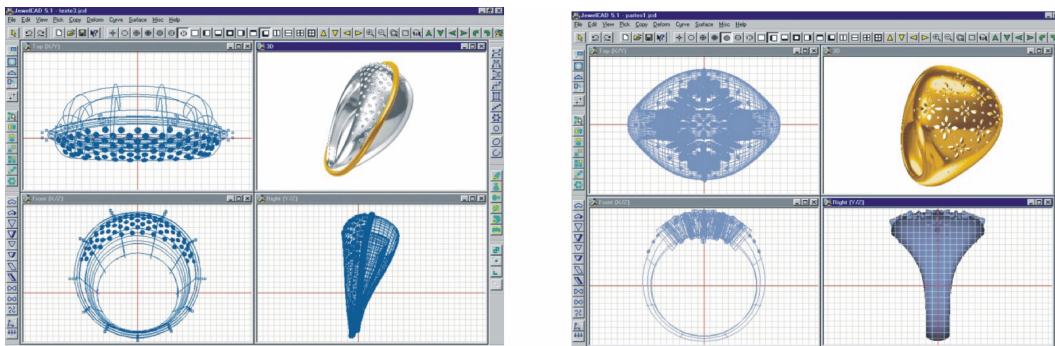 JewelCAD 5.1 - texte3.jcd
File Edit View Pick Copy Deform Curve Surface Misc Help
Top (X/Y)
3D
Front (X/Z)
Right (Y/Z)
JewelCAD 5.1 - partes1.jcd
File Edit View Pick Copy Deform Curve Surface Misc Help
Top (X/Y)
3D
Front (X/Z)
Right (Y/Z)